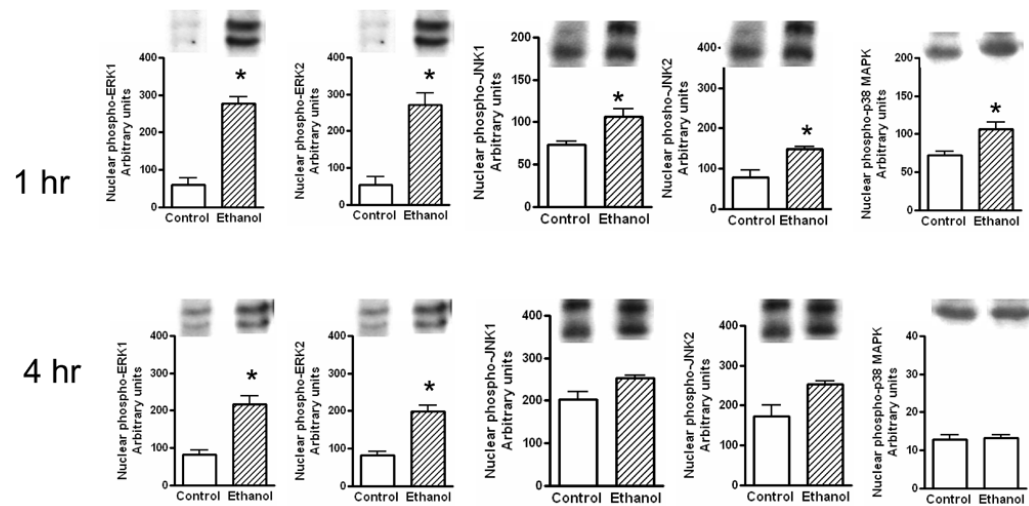 1 hr
Nuclear phospho-ERK1
Arbitrary units
400
300
200
100
0
*
Control Ethanol
Nuclear phospho-ERK2
Arbitrary units
400
300
200
100
0
*
Control Ethanol
Nuclear phospho-JNK1
Arbitrary units
200
150
100
50
0
*
Control Ethanol
Nuclear phosho-JNK2
Arbitrary units
400
300
200
100
0
*
Control Ethanol
Nuclear phospho-p38 MAPK
Arbitrary units
200
150
100
50
0
*
Control Ethanol
4 hr
Nuclear phospho-ERK1
Arbitrary units
400
300
200
100
0
*
Control Ethanol
Nuclear phospho-ERK2
Arbitrary units
400
300
200
100
0
*
Control Ethanol
Nuclear phospho-JNK1
Arbitrary units
400
300
200
100
0
Control Ethanol
Nuclear phospho-JNK2
Arbitrary units
400
300
200
100
0
Control Ethanol
Nuclear phospho-p38 MAPK
Arbitrary units
40
30
20
10
0
Control Ethanol